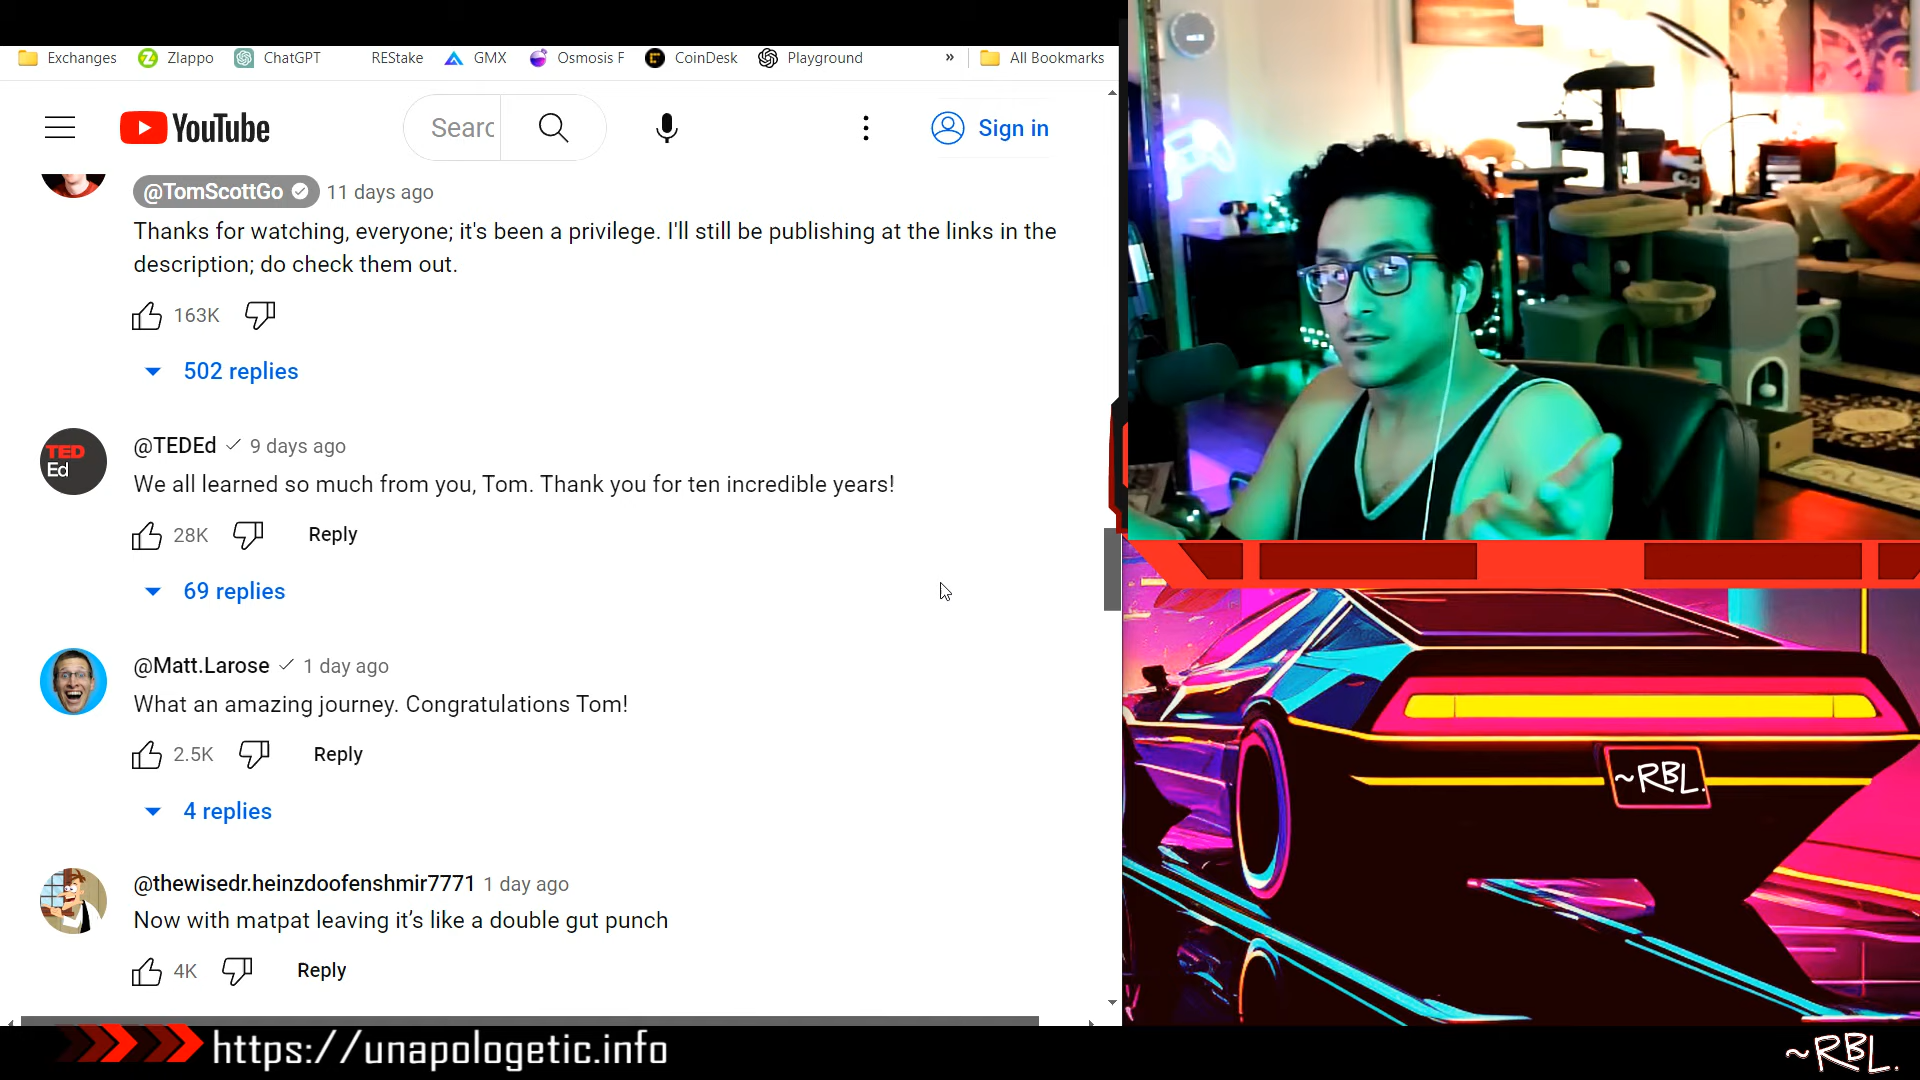 Exchanges Zlappo ChatGPT REStake GMX Osmosis F CoinDesk Playground » All Bookmarks
YouTube Searc Sign in
@TomScottGo 11 days ago
Thanks for watching, everyone; it's been a privilege. I'll still be publishing at the links in the
description; do check them out.
163K
502 replies
TED
Ed
@TEDEd 9 days ago
We all learned so much from you, Tom. Thank you for ten incredible years!
28K Reply
69 replies
@Matt.Larose 1 day ago
What an amazing journey. Congratulations Tom!
2.5K Reply
4 replies
@thewisedr.heinzdoofenshmir7771 1 day ago
Now with matpat leaving it’s like a double gut punch
4K Reply
~RBL.
https://unapologetic.info
~RBL.